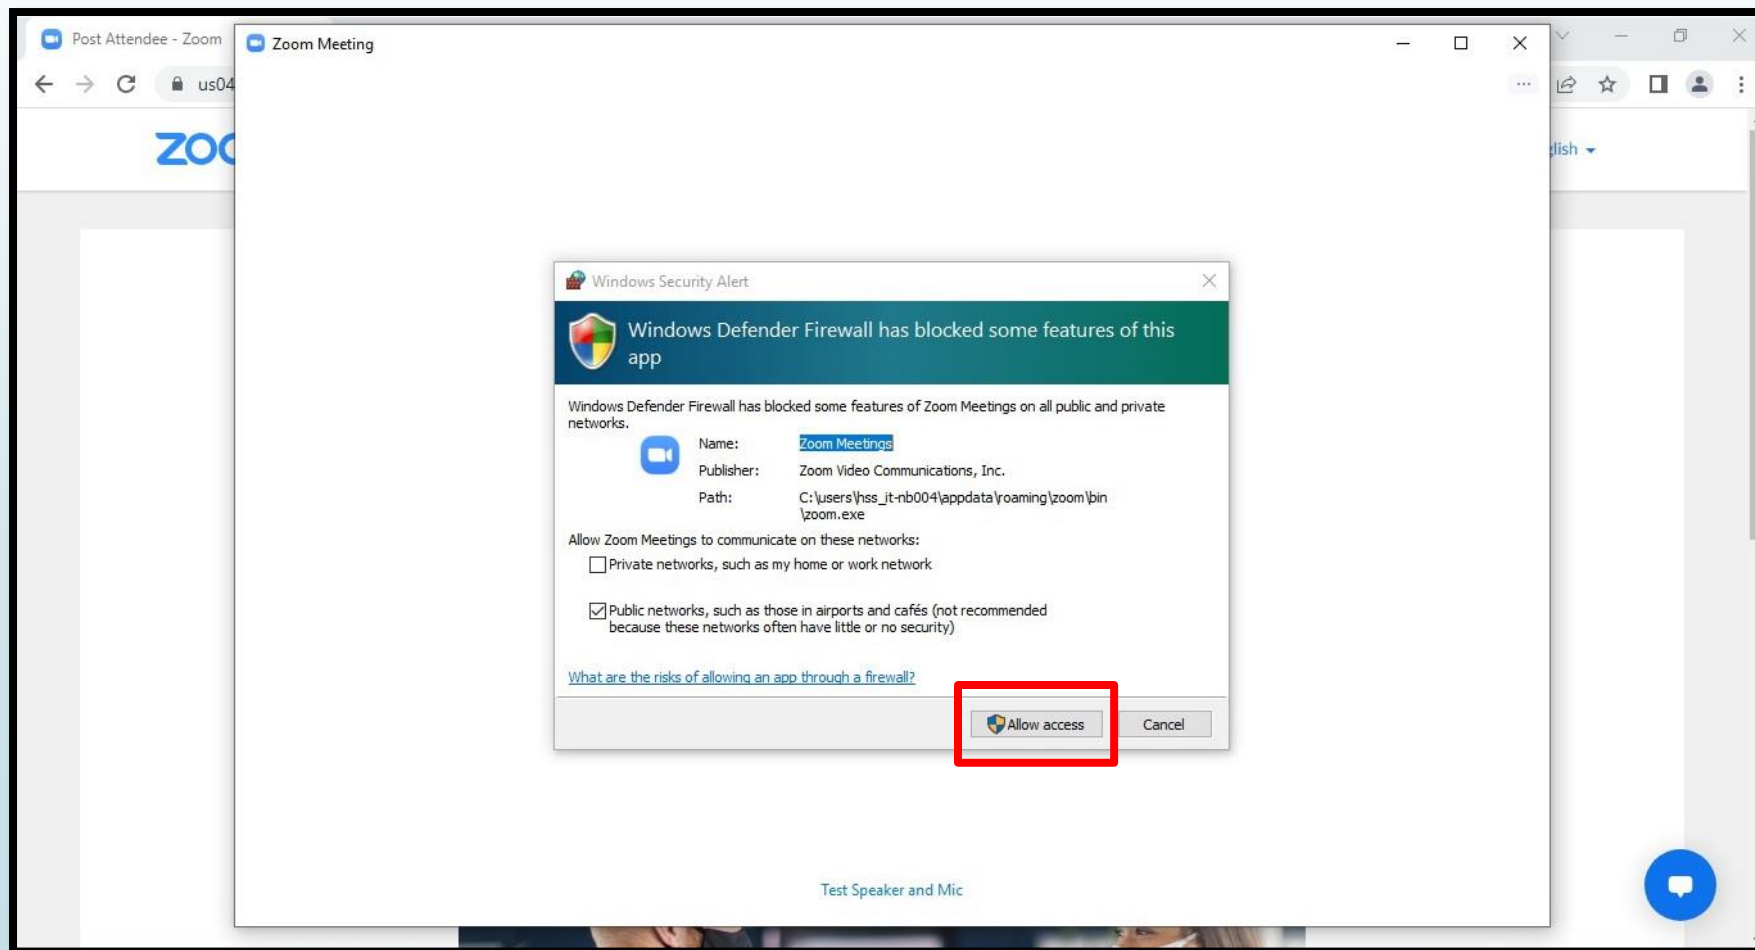 Post Attendee - Zoom
Zoom Meeting
us04
zoo
glish
Windows Security Alert
Windows Defender Firewall has blocked some features of this
app
Windows Defender Firewall has blocked some features of Zoom Meetings on all public and private
networks.
Name: Zoom Meetings
Publisher: Zoom Video Communications, Inc.
Path: C:\users\hss_it-nb004\appdata\roaming\zoom\bin
\zoom.exe
Allow Zoom Meetings to communicate on these networks:
Private networks, such as my home or work network
Public networks, such as those in airports and cafés (not recommended
because these networks often have little or no security)
What are the risks of allowing an app through a firewall?
Allow access Cancel
Test Speaker and Mic